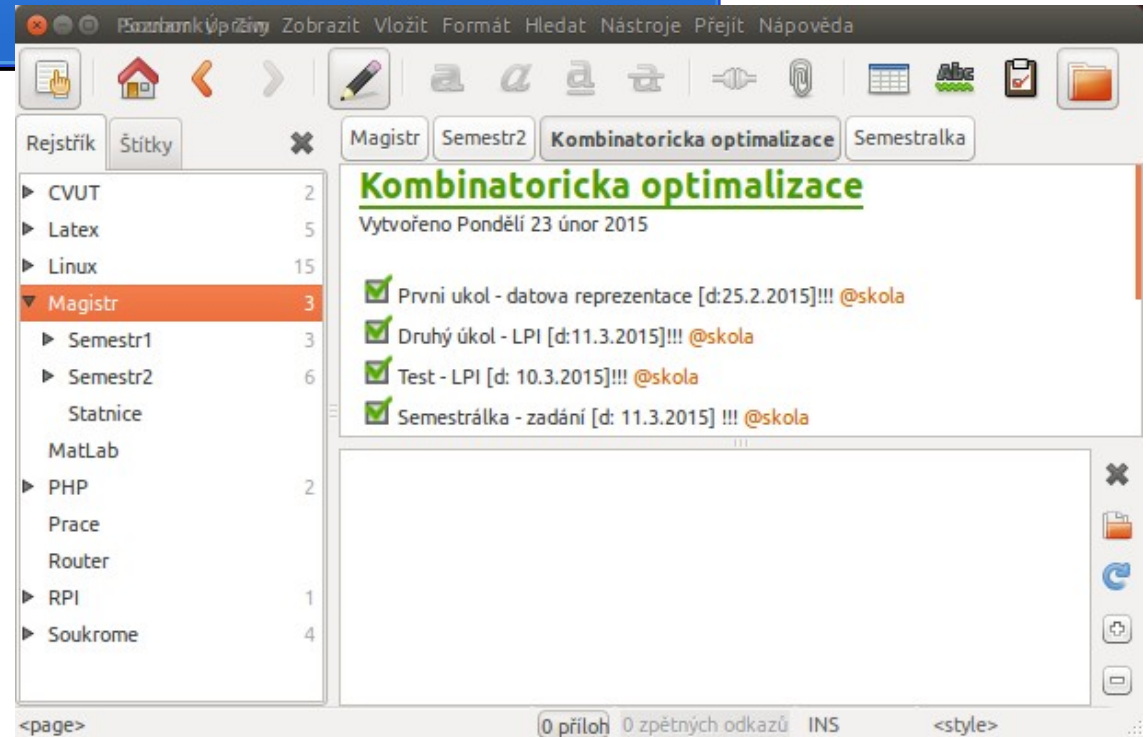 Zobrazit Vložit Formát Hledat Nástroje Přejít Nápověda
a a a a Abc
Rejstřík Štítky
Magistr Semestr2 Kombinatoricka optimalizace Semestralka
CVUT 2
Latex 5
Linux 15
Magistr 3
Semestr1 3
Semestr2 6
Statnice
MatLab
PHP 2
Prace
Router
RPI 1
Soukrome 4
Kombinatoricka optimalizace
Vytvořeno Pondělí 23 únor 2015
Prvni ukol - datova reprezentace [d:25.2.2015]!!! @skola
Druhý úkol - LPI [d:11.3.2015]!!! @skola
Test - LPI [d: 10.3.2015]!!! @skola
Semestrálka - zadání [d: 11.3.2015] !!! @skola
<page> 0 příloh 0 zpětných odkazů INS <style>